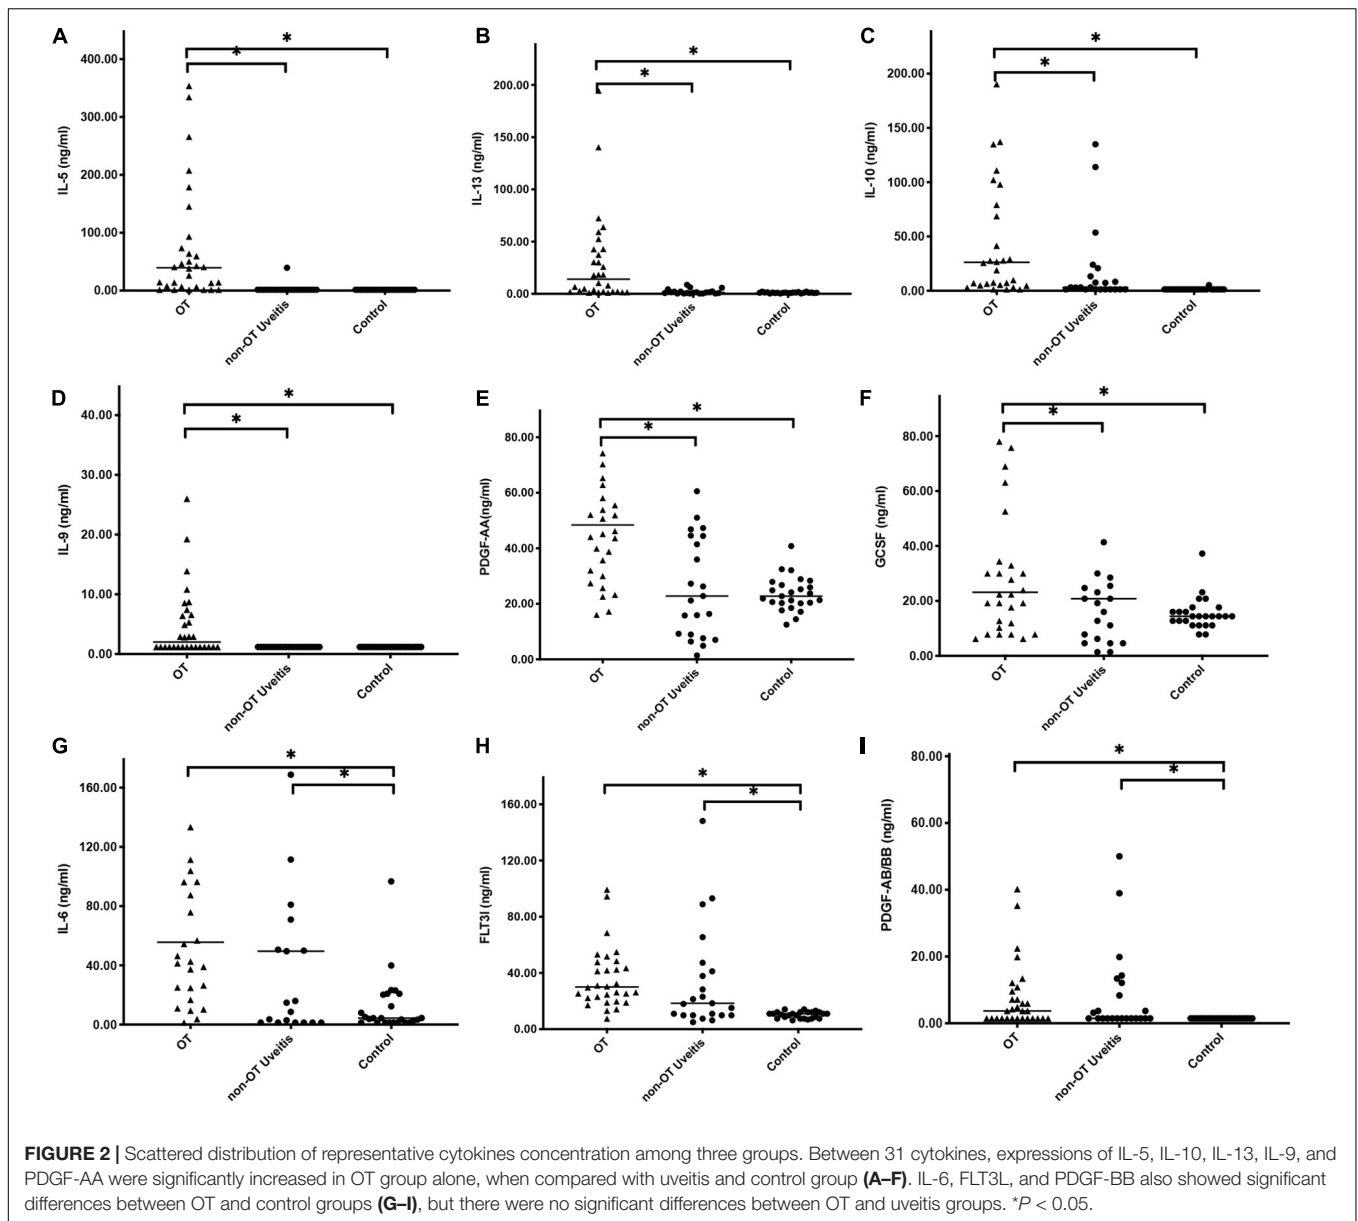 A
400.00
300.00
200.00
100.00
0.00
IL-5 (ng/ml)
* *
OT
non-OT Uveitis
Control
B
200.00
150.00
100.00
50.00
0.00
IL-13 (ng/ml)
* *
OT
non-OT Uveitis
Control
C
200.00
150.00
100.00
50.00
0.00
IL-10 (ng/ml)
* *
OT
non-OT Uveitis
Control
D
40.00
30.00
20.00
10.00
0.00
IL-9 (ng/ml)
* *
OT
non-OT Uveitis
Control
E
80.00
60.00
40.00
20.00
0.00
PDGF-AA(ng/ml)
* *
OT
non-OT Uveitis
Control
F
80.00
60.00
40.00
20.00
0.00
GCSF (ng/ml)
* *
OT
non-OT Uveitis
Control
G
160.00
120.00
80.00
40.00
0.00
IL-6 (ng/ml)
* *
OT
non-OT Uveitis
Control
H
160.00
120.00
80.00
40.00
0.00
FLT3l (ng/ml)
* *
OT
non-OT Uveitis
Control
I
80.00
60.00
40.00
20.00
0.00
PDGF-AB/BB (ng/ml)
* *
OT
non-OT Uveitis
Control
FIGURE 2 | Scattered distribution of representative cytokines concentration among three groups. Between 31 cytokines, expressions of IL-5, IL-10, IL-13, IL-9, and
PDGF-AA were significantly increased in OT group alone, when compared with uveitis and control group (A–F). IL-6, FLT3L, and PDGF-BB also showed significant
differences between OT and control groups (G–I), but there were no significant differences between OT and uveitis groups. *P < 0.05.